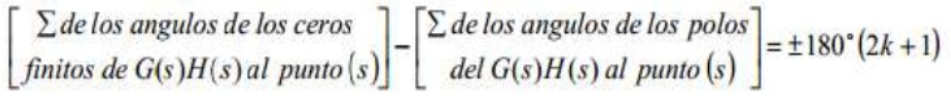 [∑ de los angulos de los ceros finitos de G(s)H(s) al punto (s)] − [∑ de los angulos de los polos del G(s)H(s) al punto (s)] = ±180°(2k + 1)